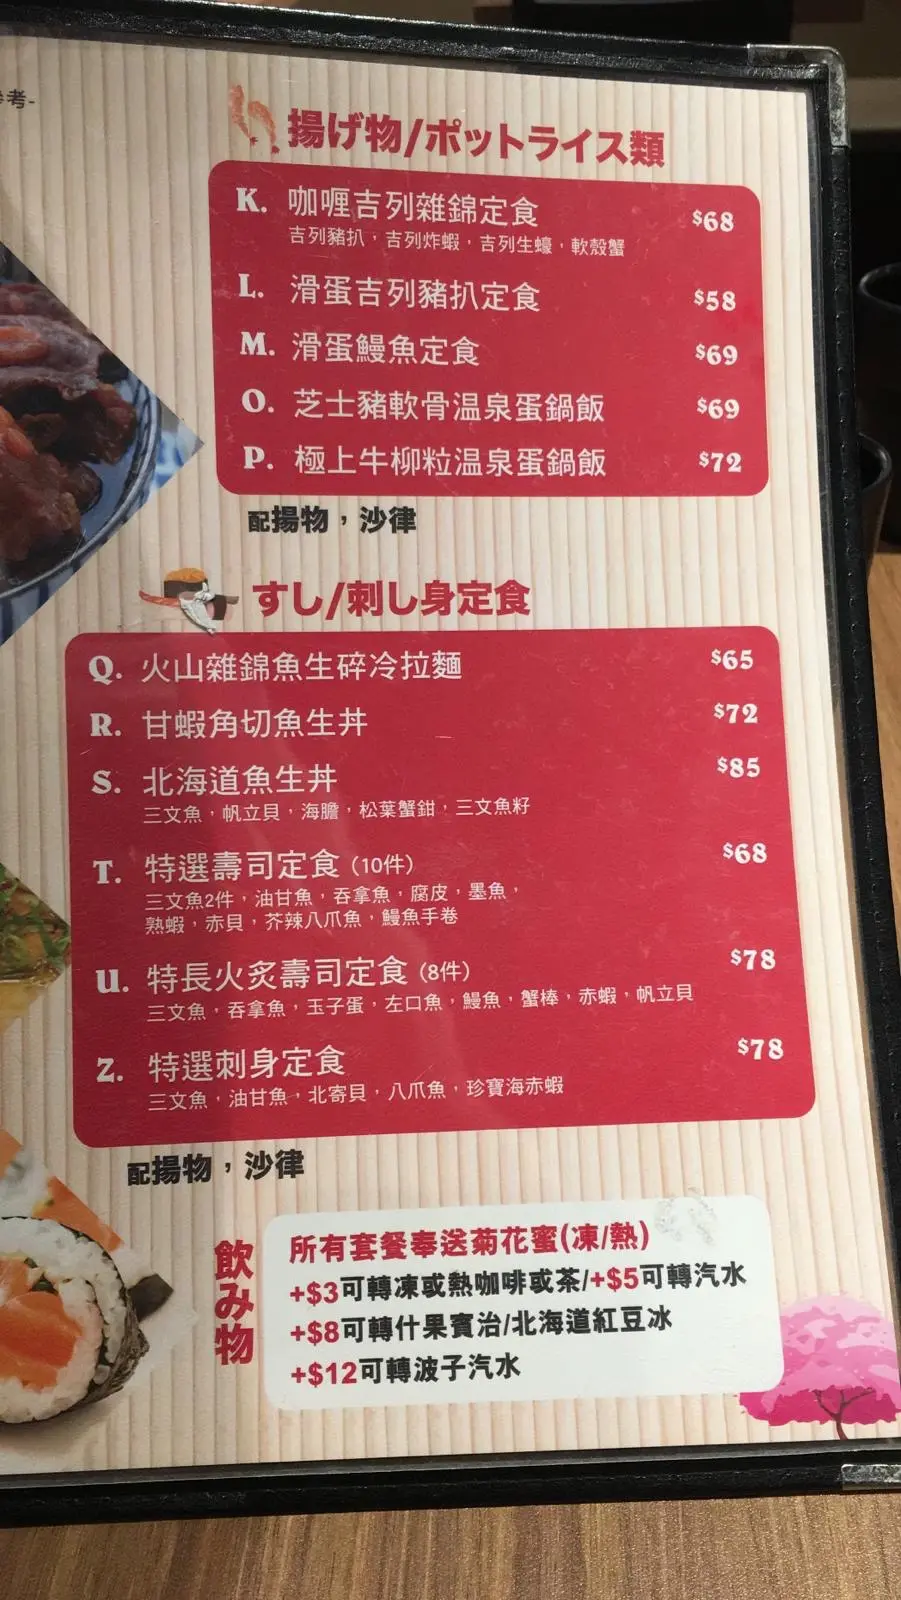 參考-
揚げ物/ポットライス類
K. 咖喱吉列雜錦定食 $68
吉列豬扒，吉列炸蝦，吉列生蠔，軟殼蟹
L. 滑蛋吉列豬扒定食 $58
M. 滑蛋鰻魚定食 $69
O. 芝士豬軟骨温泉蛋鍋飯 $69
P. 極上牛柳粒温泉蛋鍋飯 $72
配揚物，沙律
すし/刺し身定食
Q. 火山雜錦魚生碎冷拉麵 $65
R. 甘蝦角切魚生丼 $72
S. 北海道魚生丼 $85
三文魚，帆立貝，海膽，松葉蟹鉗，三文魚籽
T. 特選壽司定食 (10件) $68
三文魚2件，油甘魚，吞拿魚，腐皮，墨魚，
熟蝦，赤貝，芥辣八爪魚，鰻魚手卷
U. 特長火炙壽司定食 (8件) $78
三文魚，吞拿魚，玉子蛋，左口魚，鰻魚，蟹棒，赤蝦，帆立貝
Z. 特選刺身定食 $78
三文魚，油甘魚，北寄貝，八爪魚，珍寶海赤蝦
配揚物，沙律
飲み物
所有套餐奉送菊花蜜(凍/熱)
+$3可轉凍或熱咖啡或茶/+$5可轉汽水
+$8可轉什果賓治/北海道紅豆冰
+$12可轉波子汽水